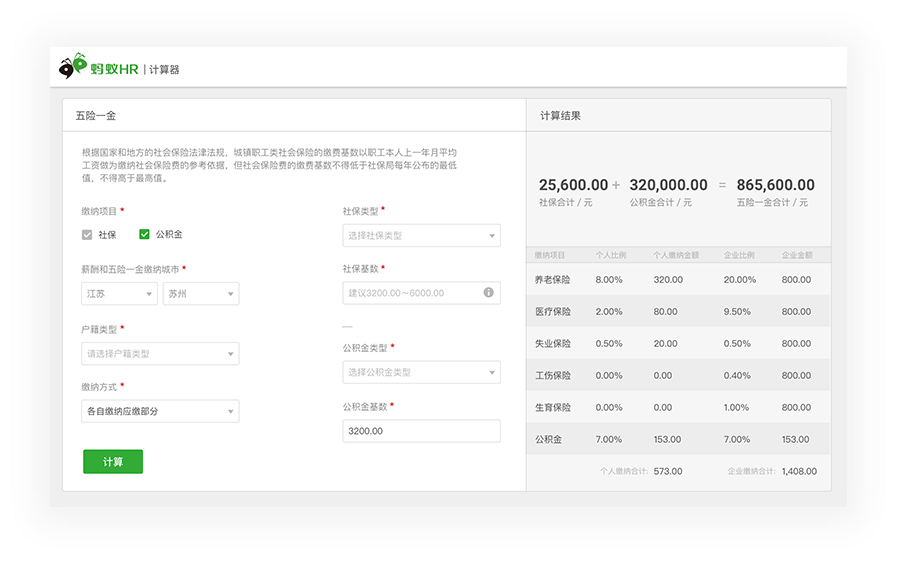 蚂蚁HR | 计算器
五险一金
根据国家和地方的社会保险法津法规，城镇职工类社会保险的缴费基数以职工本人上一年月平均
工资做为缴纳社会保险费的参考依据，但社会保险费的缴费基数不得低于社保局每年公布的最低
值，不得高于最高值。
缴纳项目 *
社保 公积金
薪酬和五险一金缴纳城市 *
江苏 苏州
户籍类型 *
请选择户籍类型
缴纳方式 *
各自缴纳应缴部分
计算
社保类型 *
选择社保类型
社保基数 *
建议3200.00～6000.00
—
公积金类型 *
选择公积金类型
公积金基数 *
3200.00
计算结果
25,600.00 + 320,000.00 = 865,600.00
社保合计 / 元 公积金合计 / 元 五险一金合计 / 元
缴纳项目 个人比例 个人缴纳金额 企业比例 企业金额
养老保险 8.00% 320.00 20.00% 800.00
医疗保险 2.00% 80.00 9.50% 800.00
失业保险 0.50% 20.00 0.50% 800.00
工伤保险 0.00% 0.00 0.40% 800.00
生育保险 0.00% 0.00 1.00% 800.00
公积金 7.00% 153.00 7.00% 153.00
个人缴纳合计: 573.00 企业缴纳合计: 1,408.00